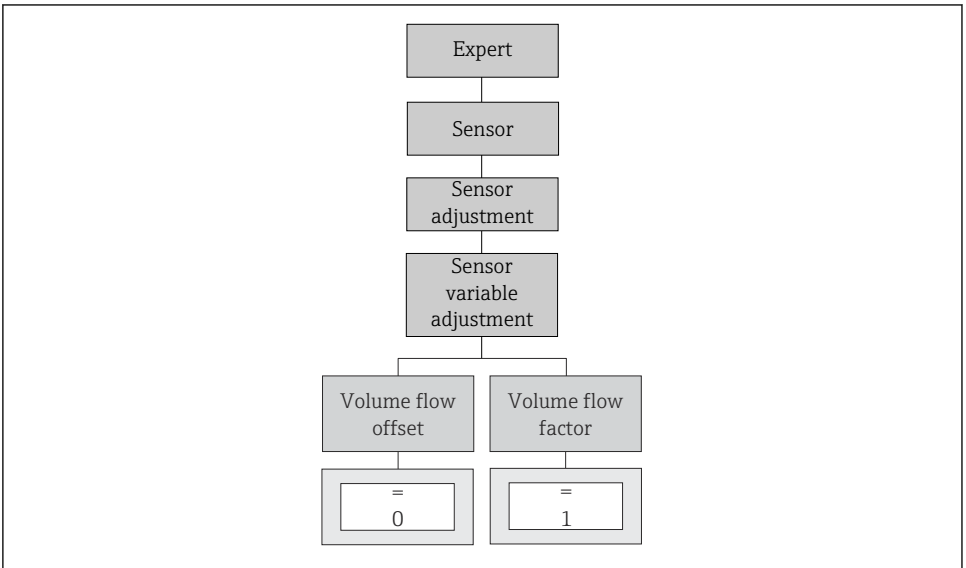 Expert
Sensor
Sensor
adjustment
Sensor
variable
adjustment
Volume flow
offset
Volume flow
factor
=
0
=
1